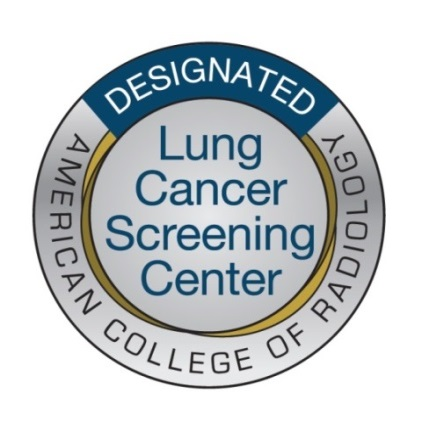 DESIGNATED
Lung
Cancer
Screening
Center
AMERICAN COLLEGE OF RADIOLOGY